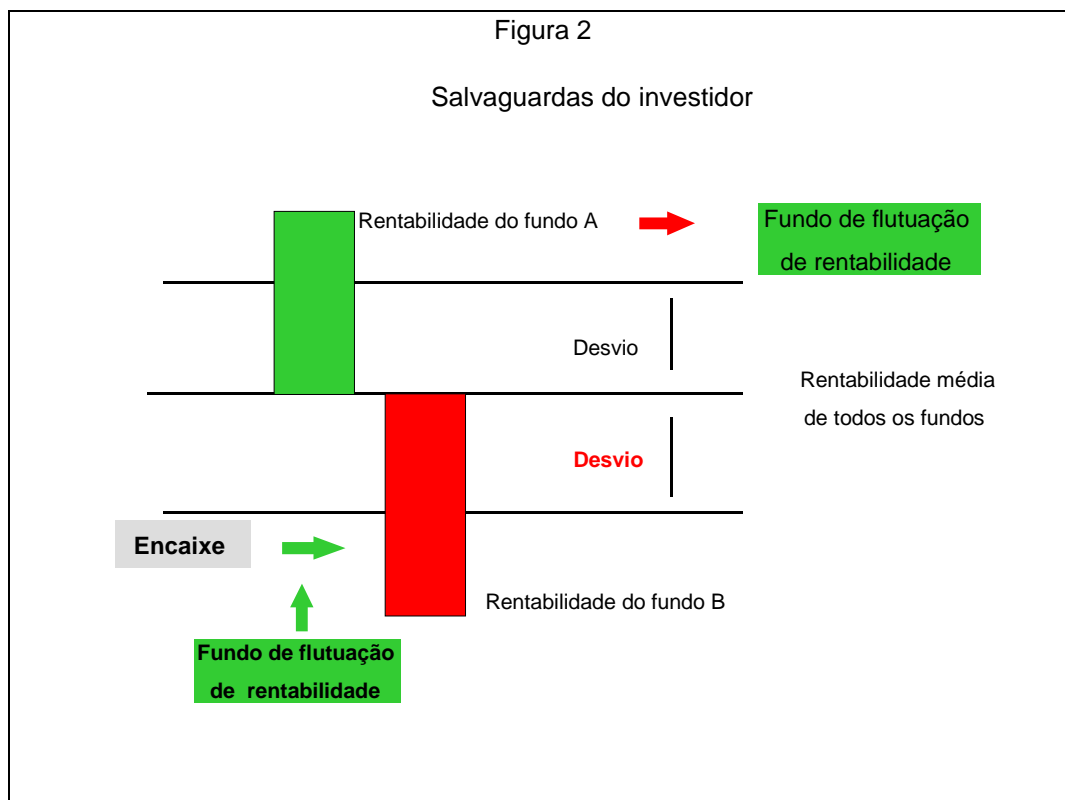 Figura 2
Salvaguardas do investidor
Rentabilidade do fundo A
Fundo de flutuação
de rentabilidade
Desvio
Rentabilidade média
de todos os fundos
Desvio
Encaixe
Rentabilidade do fundo B
Fundo de flutuação
de rentabilidade